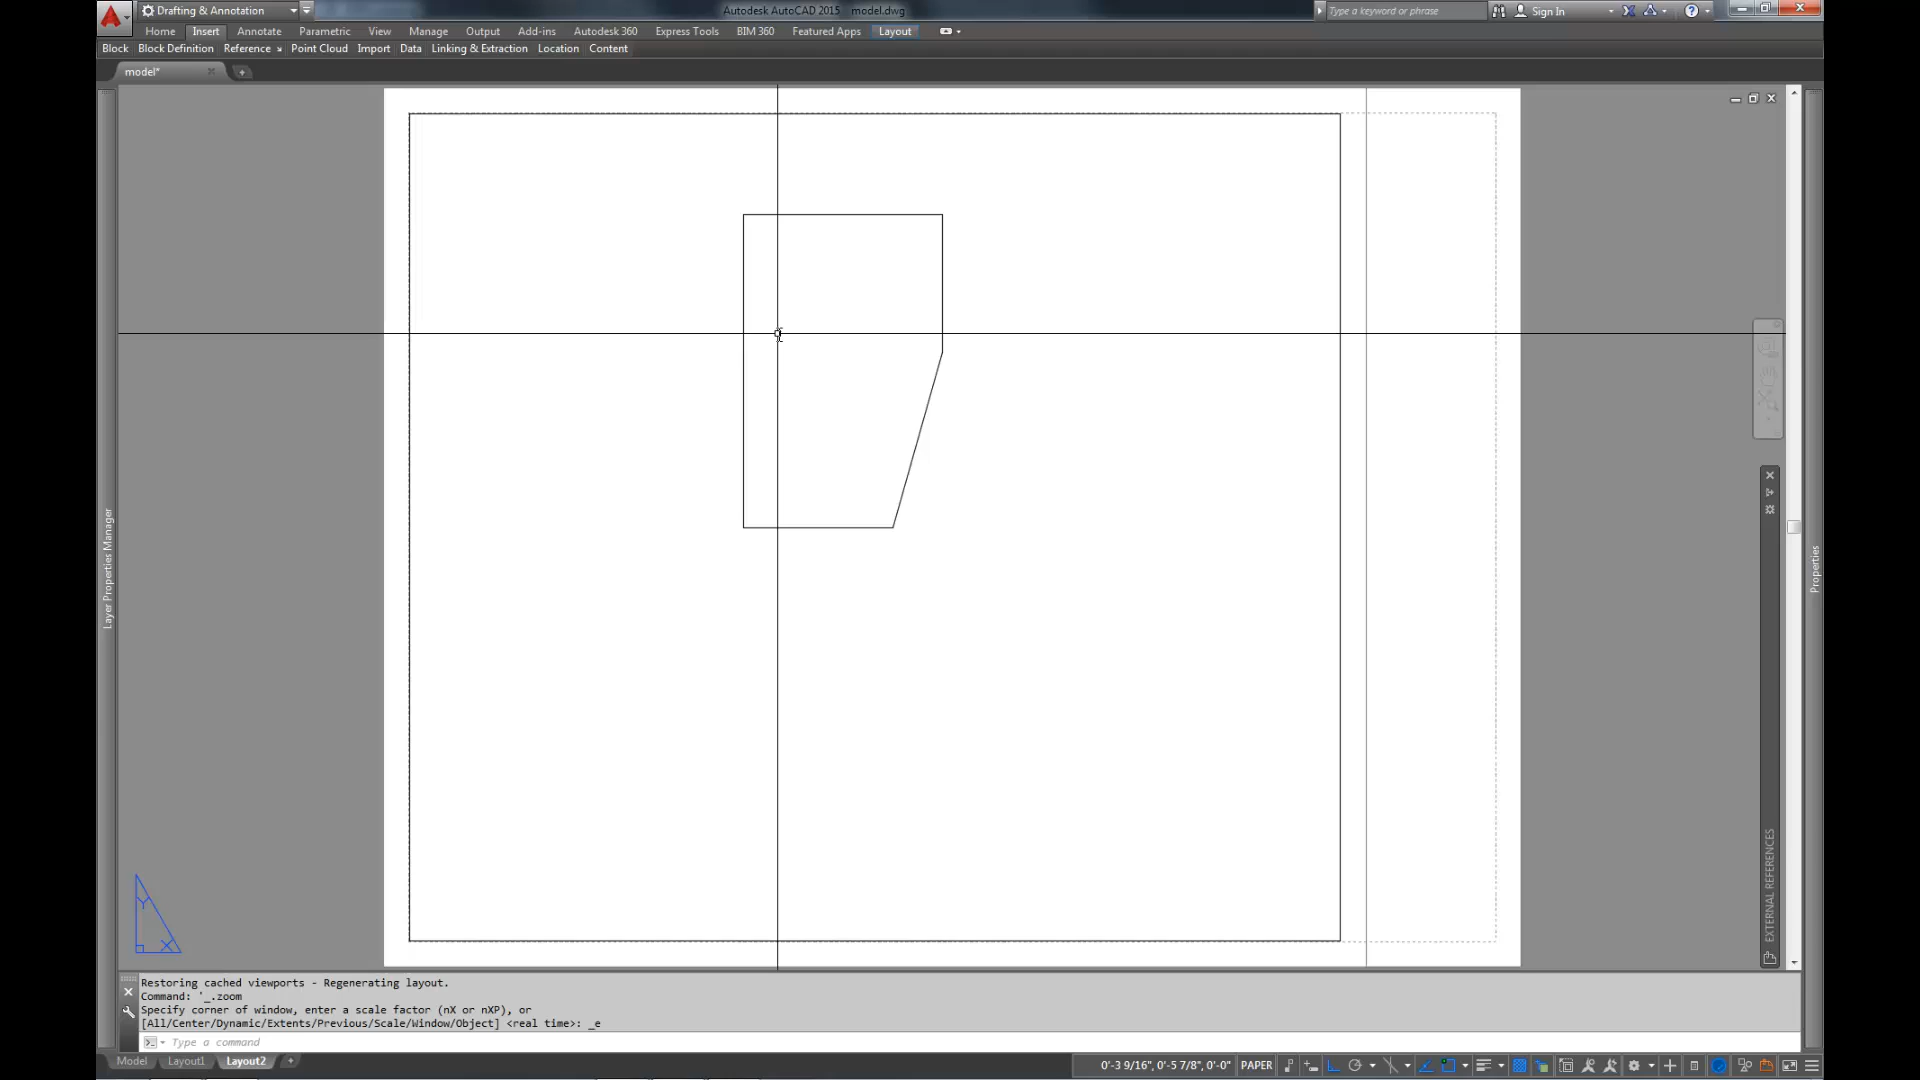 Drafting & Annotation
Autodesk AutoCAD 2015 model.dwg
Type a keyword or phrase
Sign In
Home Insert Annotate Parametric View Manage Output Add-ins Autodesk 360 Express Tools BIM 360 Featured Apps Layout
Block Block Definition Reference Point Cloud Import Data Linking & Extraction Location Content
model*
Layer Properties Manager
Properties
EXTERNAL REFERENCES
Y
X
Restoring cached viewports - Regenerating layout.
Command: '_.zoom
Specify corner of window, enter a scale factor (nX or nXP), or
[All/Center/Dynamic/Extents/Previous/Scale/Window/Object] <real time>: _e
Type a command
Model Layout1 Layout2
0'-3 9/16", 0'-5 7/8", 0'-0" PAPER